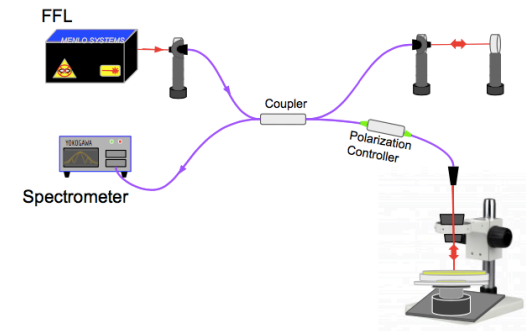 FFL
MENLO SYSTEMS
Coupler
Polarization
Controller
YOKOGAWA
Spectrometer